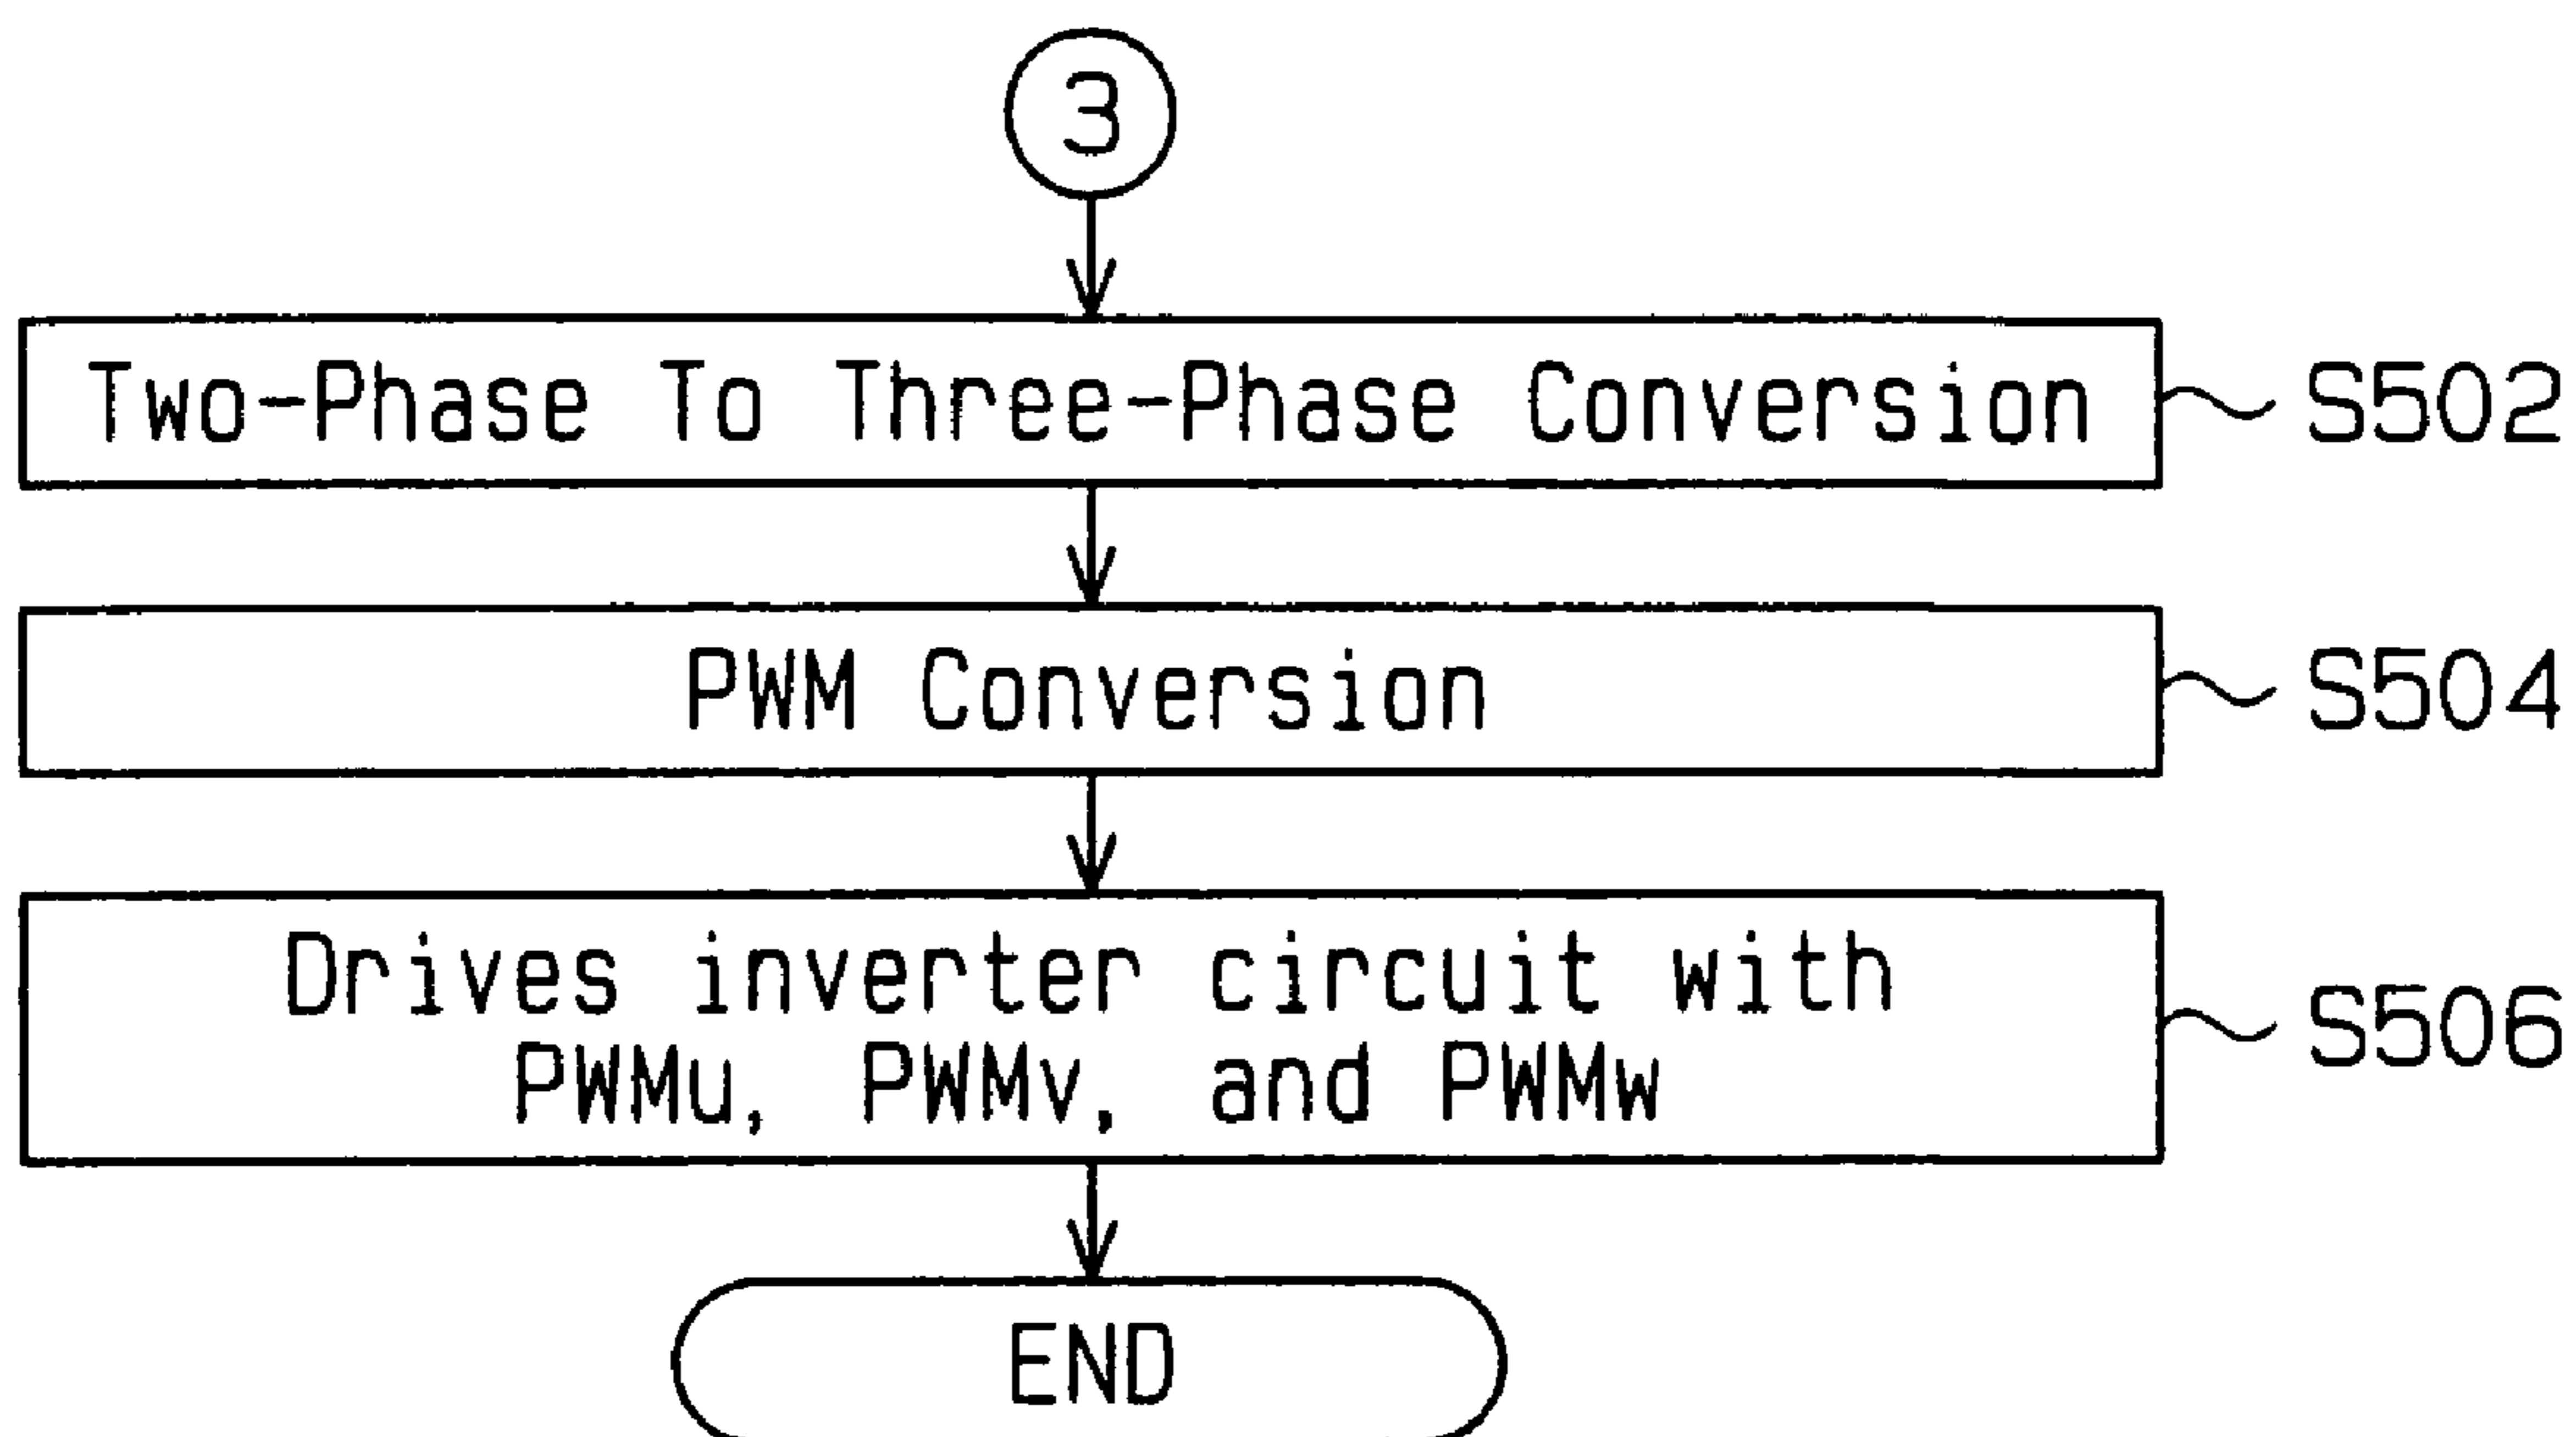 3
Two-Phase To Three-Phase Conversion
S502
PWM Conversion
S504
Drives inverter circuit with
PWMu, PWMv, and PWMw
S506
END